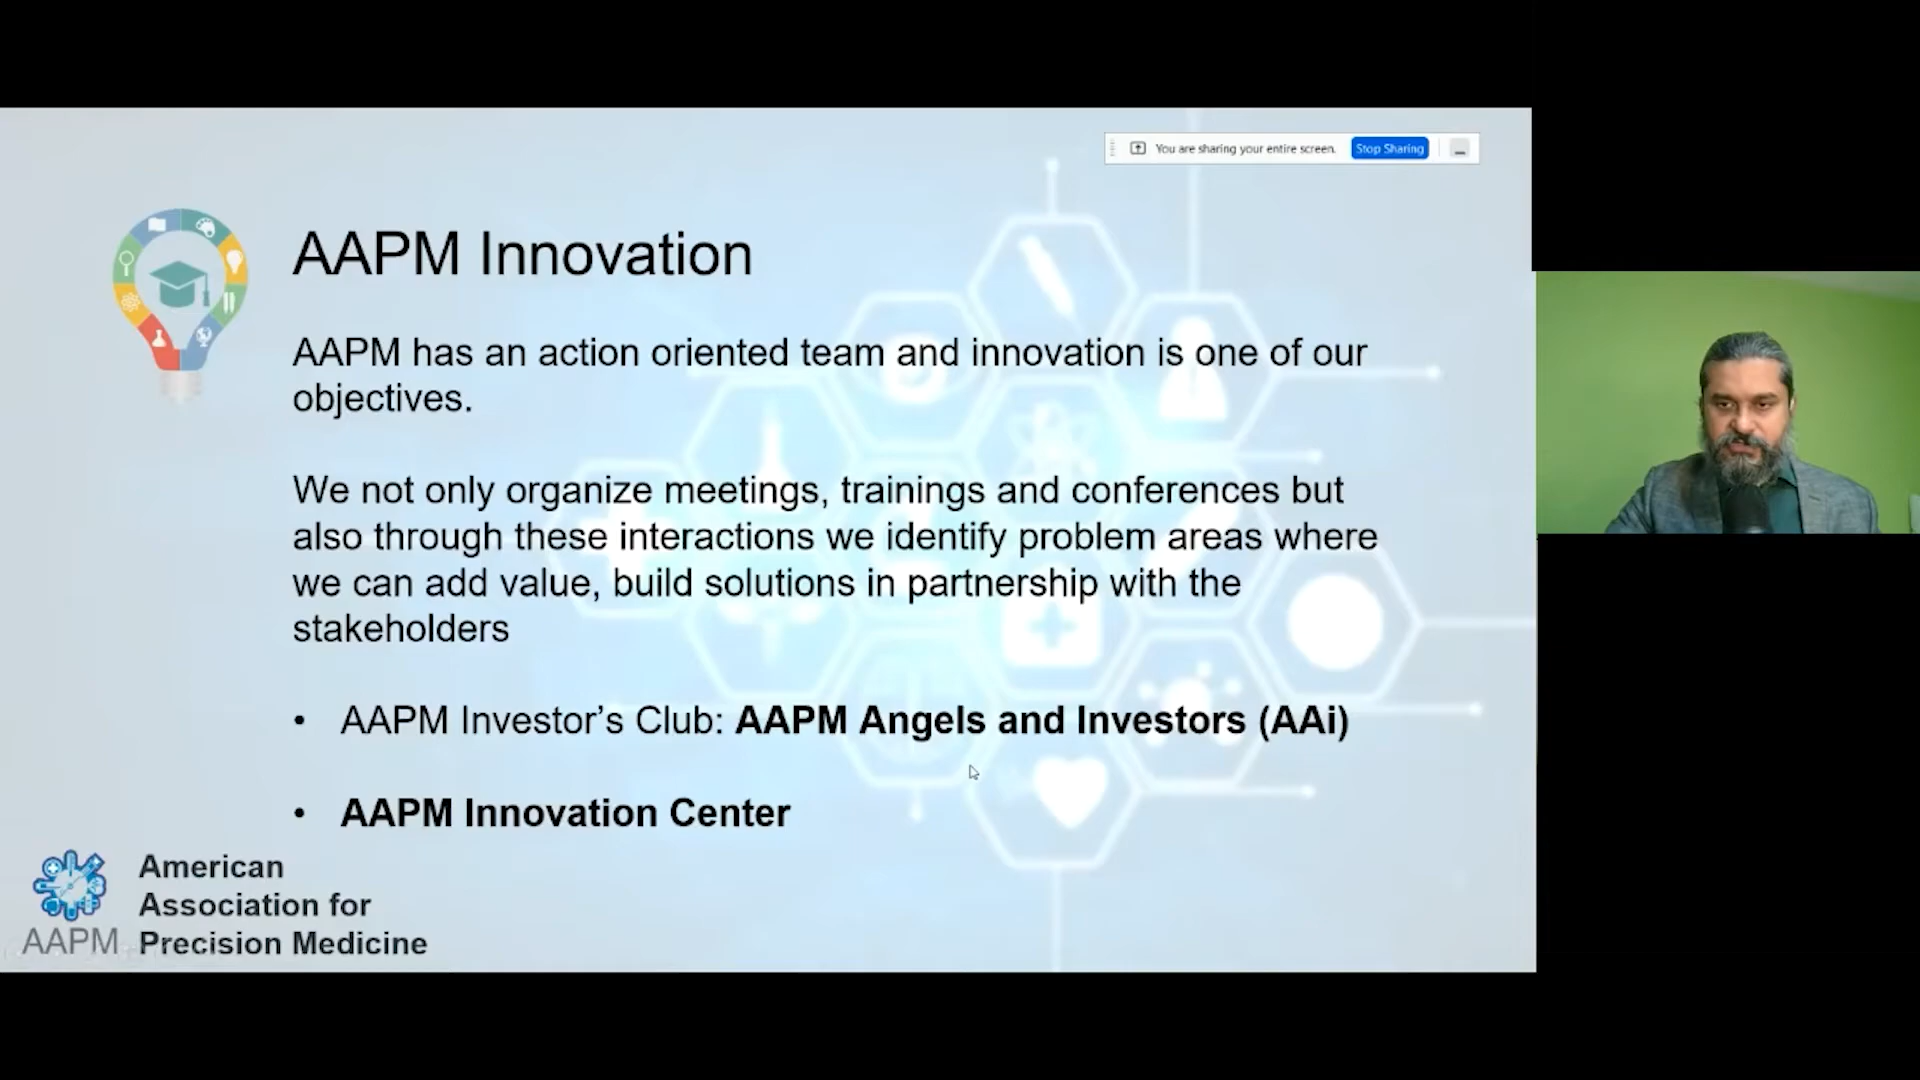 You are sharing your entire screen. Stop Sharing
AAPM Innovation
AAPM has an action oriented team and innovation is one of our
objectives.
We not only organize meetings, trainings and conferences but
also through these interactions we identify problem areas where
we can add value, build solutions in partnership with the
stakeholders
• AAPM Investor’s Club: AAPM Angels and Investors (AAi)
• AAPM Innovation Center
American
Association for
AAPM Precision Medicine